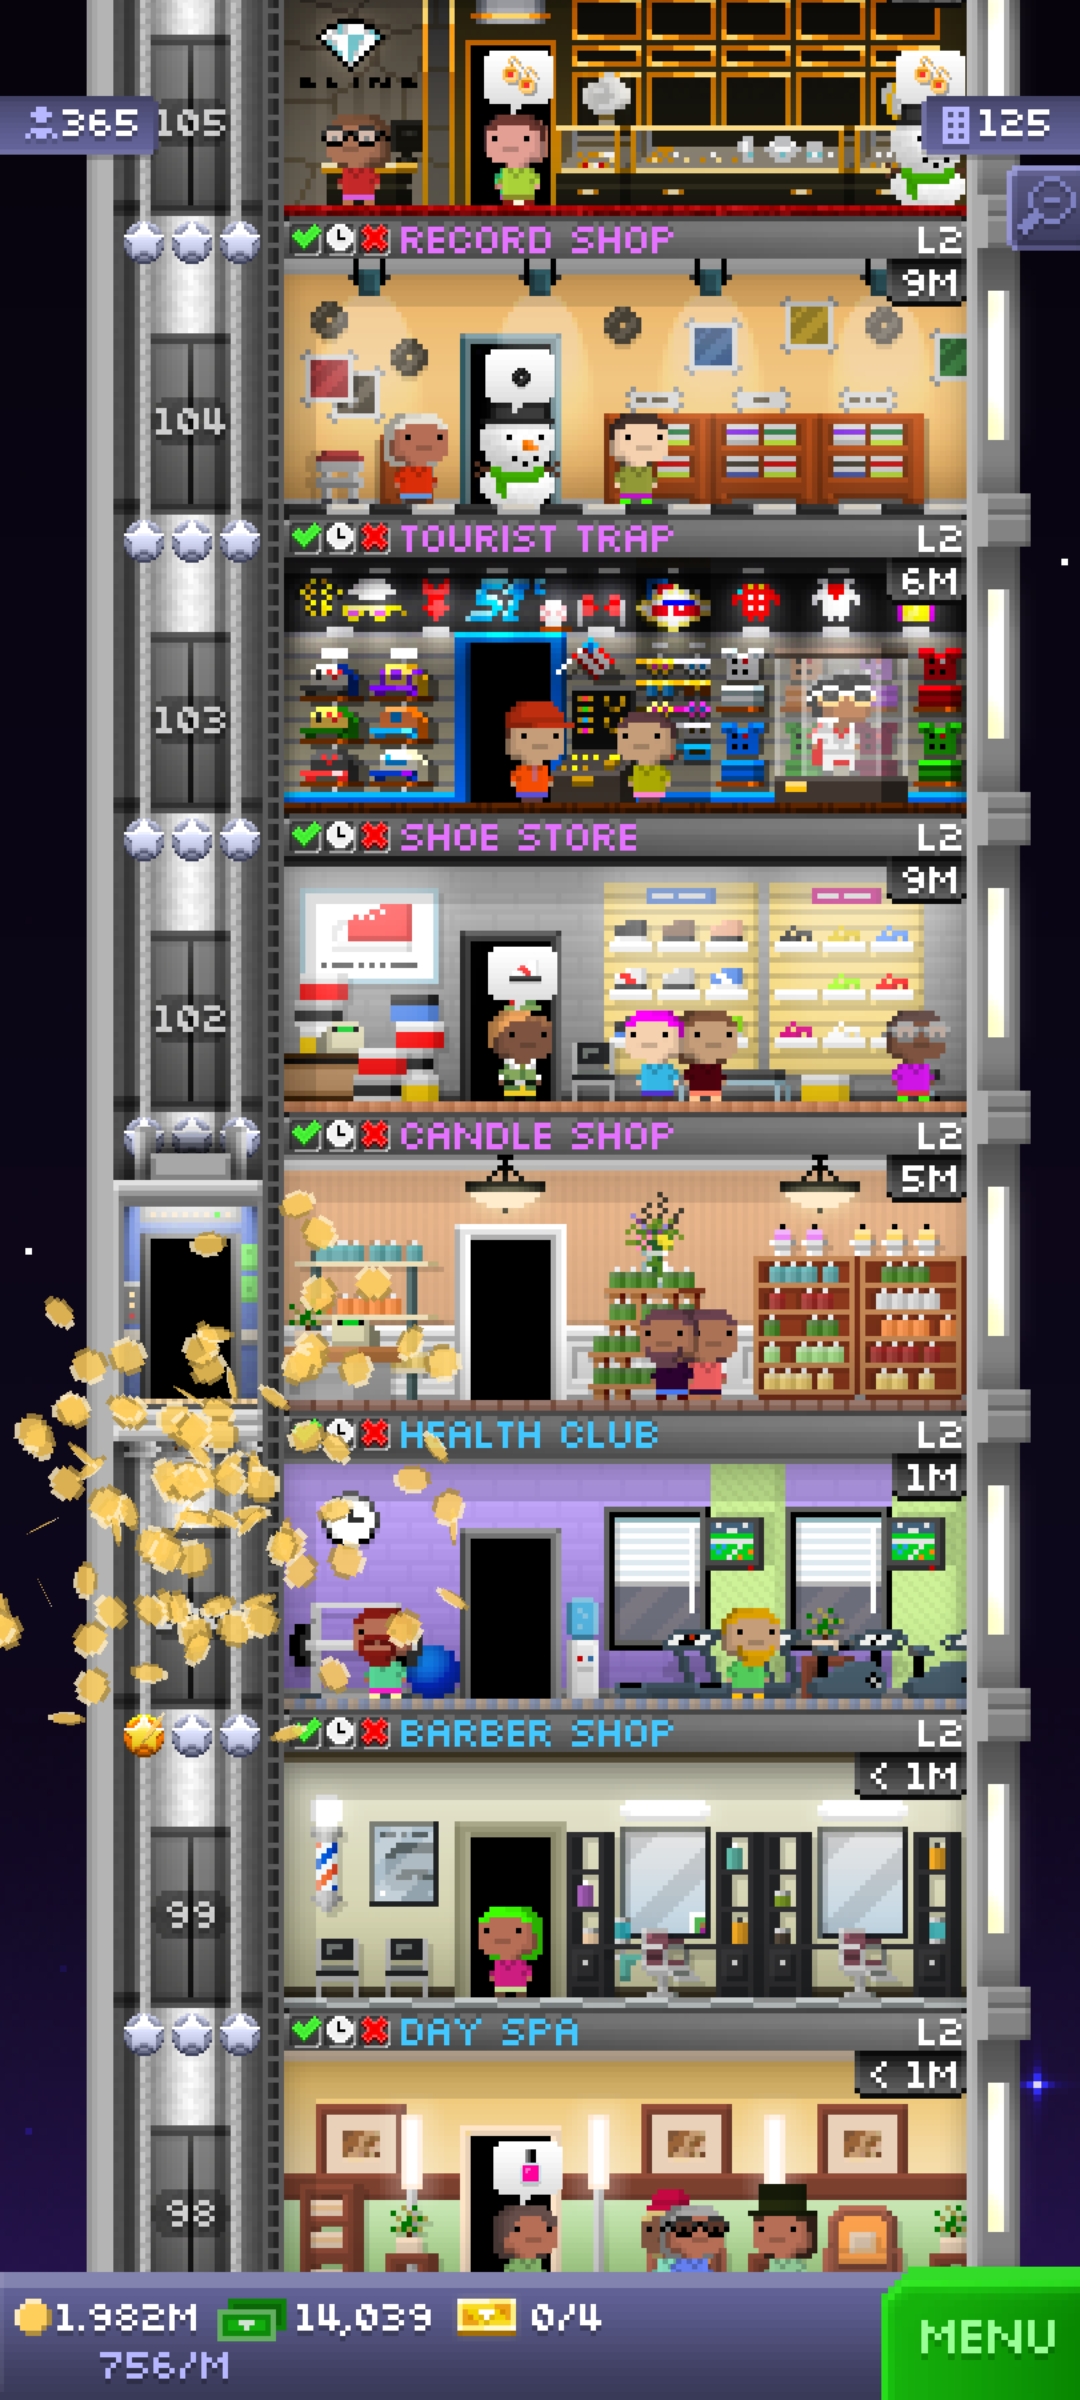 BLING
365
105
125
RECORD SHOP L2
9M
104
TOURIST TRAP L2
6M
103
SHOE STORE L2
9M
102
CANDLE SHOP L2
5M
HEALTH CLUB L2
1M
BARBER SHOP L2
< 1M
99
DAY SPA L2
< 1M
98
1.982M 14,039 0/4
756/M
MENU